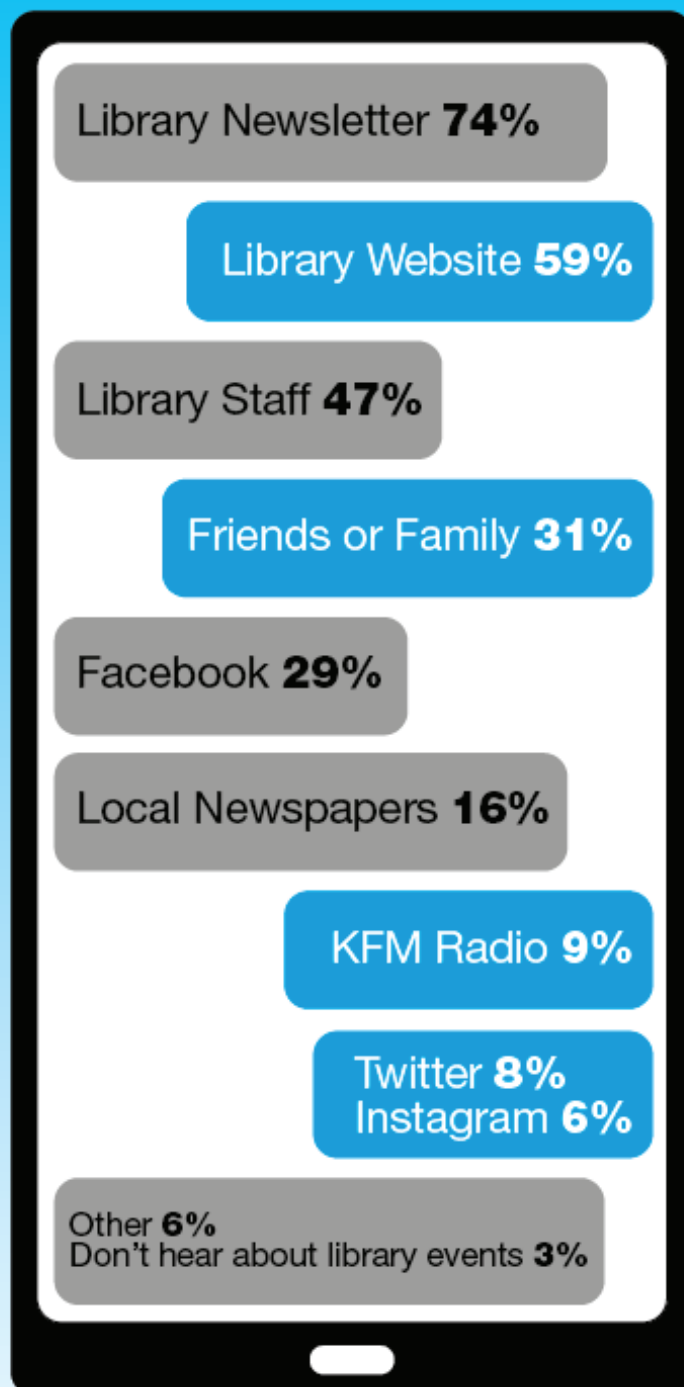 Library Newsletter 74%
Library Website 59%
Library Staff 47%
Friends or Family 31%
Facebook 29%
Local Newspapers 16%
KFM Radio 9%
Twitter 8%
Instagram 6%
Other 6%
Don't hear about library events 3%